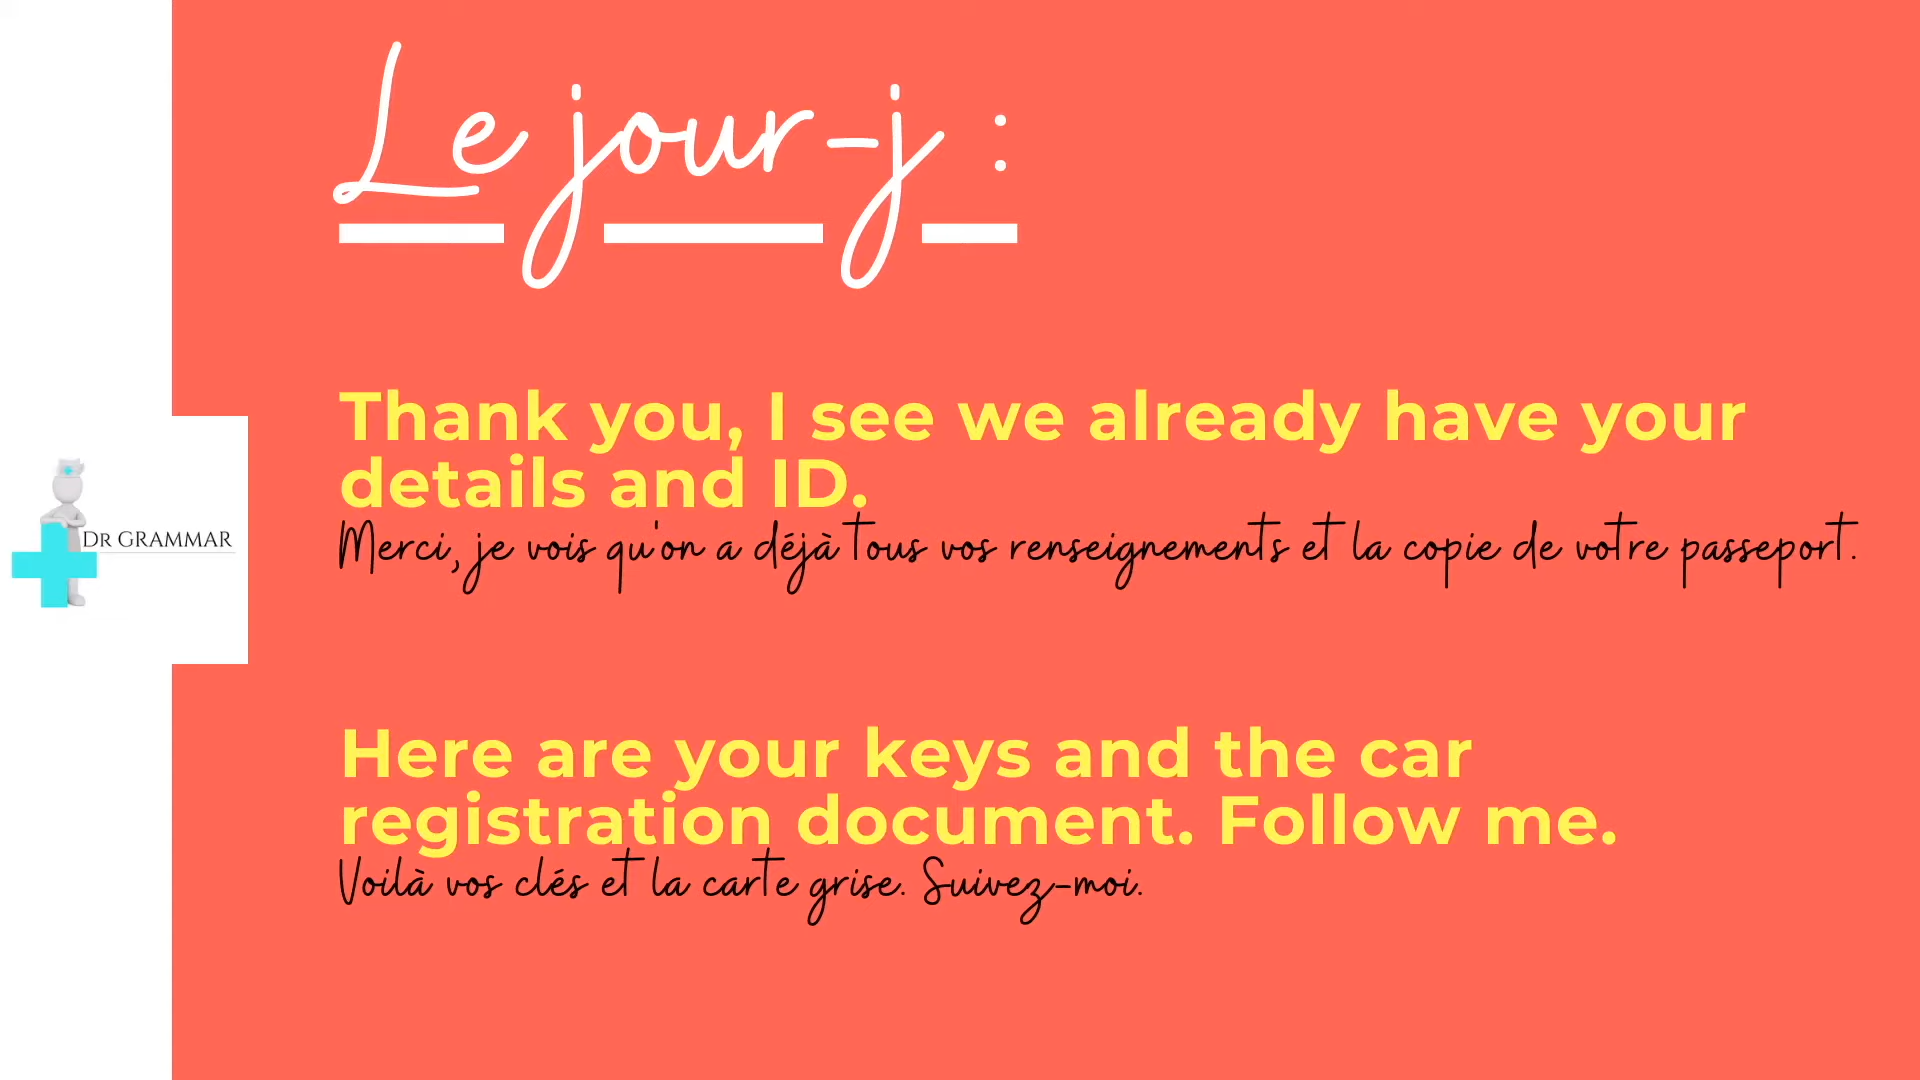 Le jour-j :
Thank you, I see we already have your
details and ID.
Merci, je vois qu'on a déjà tous vos renseignements et la copie de votre passeport.
DR GRAMMAR
Here are your keys and the car
registration document. Follow me.
Voilà vos clés et la carte grise. Suivez-moi.